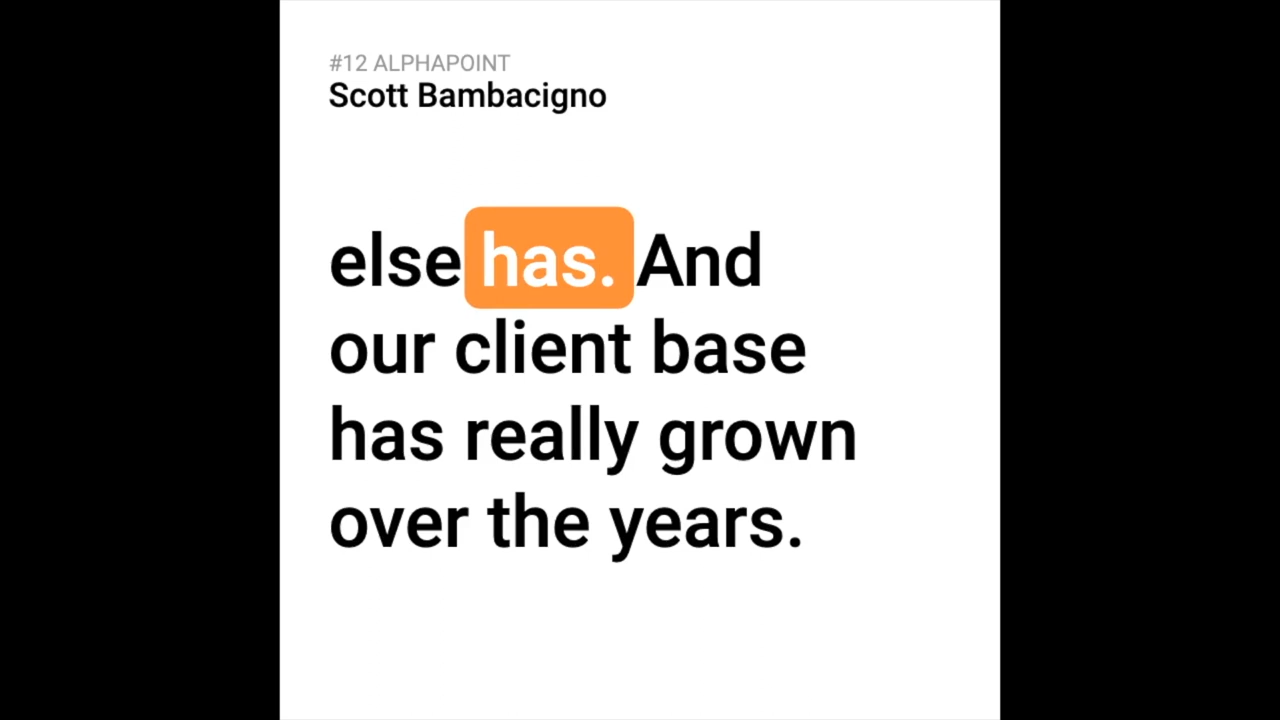 #12 ALPHAPOINT
Scott Bambacigno
else has. And
our client base
has really grown
over the years.